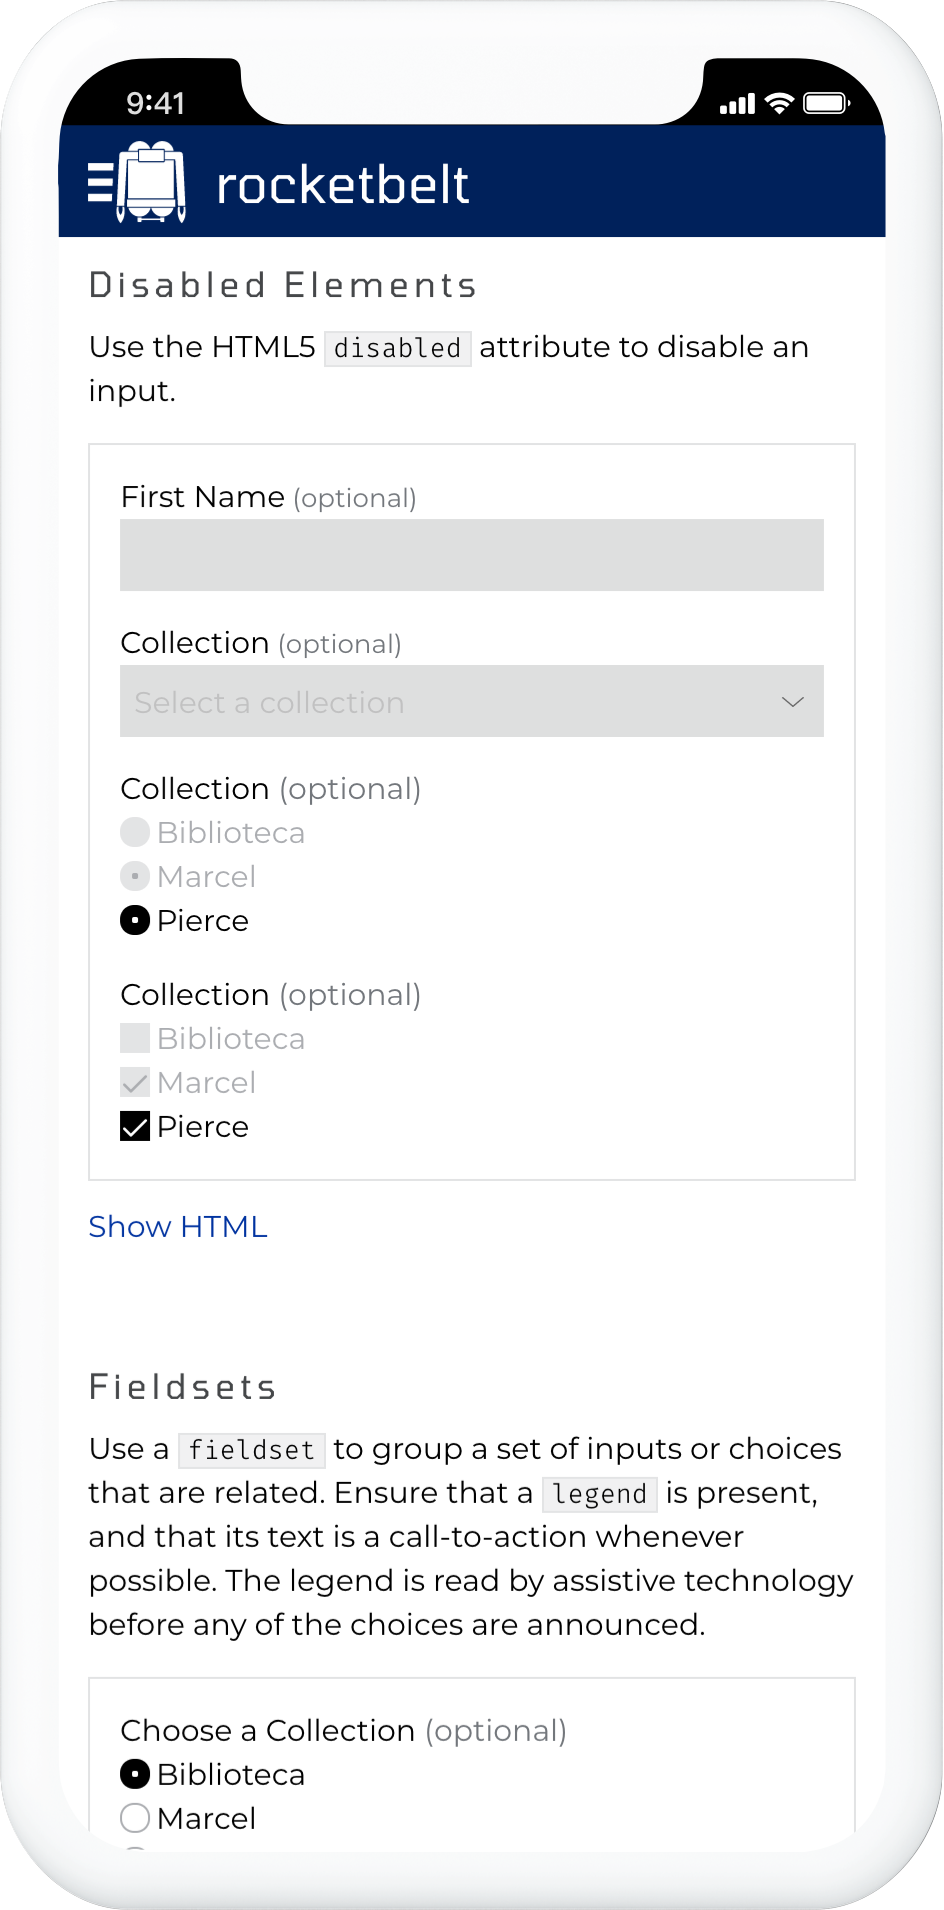 9:41
rocketbelt
Disabled Elements
Use the HTML5 disabled attribute to disable an
input.
First Name (optional)
Collection (optional)
Select a collection
Collection (optional)
Biblioteca
Marcel
Pierce
Collection (optional)
Biblioteca
Marcel
Pierce
Show HTML
Fieldsets
Use a fieldset to group a set of inputs or choices
that are related. Ensure that a legend is present,
and that its text is a call-to-action whenever
possible. The legend is read by assistive technology
before any of the choices are announced.
Choose a Collection (optional)
Biblioteca
Marcel